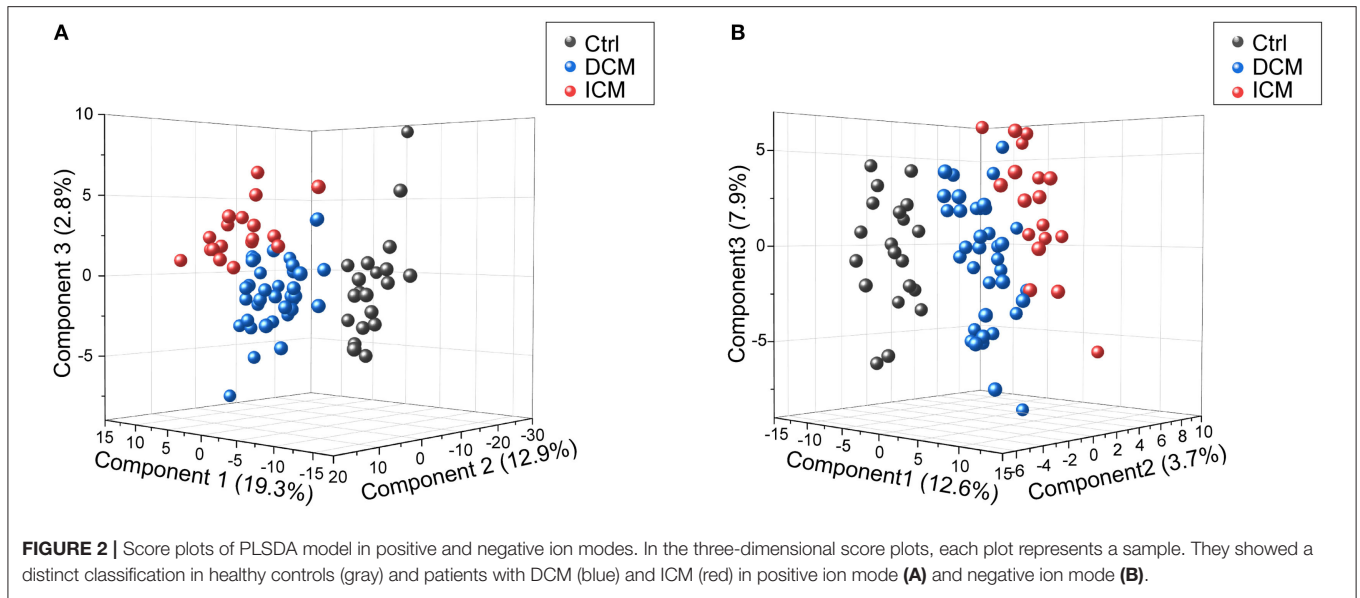 A
Ctrl
DCM
ICM
10
5
0
-5
Component 3 (2.8%)
15 10 5 0 -5 -10 -15
Component 1 (19.3%)
20 10 0 -10 -20 -30
Component 2 (12.9%)
B
Ctrl
DCM
ICM
5
0
-5
Component3 (7.9%)
-15 -10 -5 0 5 10 15
Component1 (12.6%)
-6 -4 -2 0 2 4 6 8 10
Component2 (3.7%)
FIGURE 2 | Score plots of PLSDA model in positive and negative ion modes. In the three-dimensional score plots, each plot represents a sample. They showed a
distinct classification in healthy controls (gray) and patients with DCM (blue) and ICM (red) in positive ion mode (A) and negative ion mode (B).